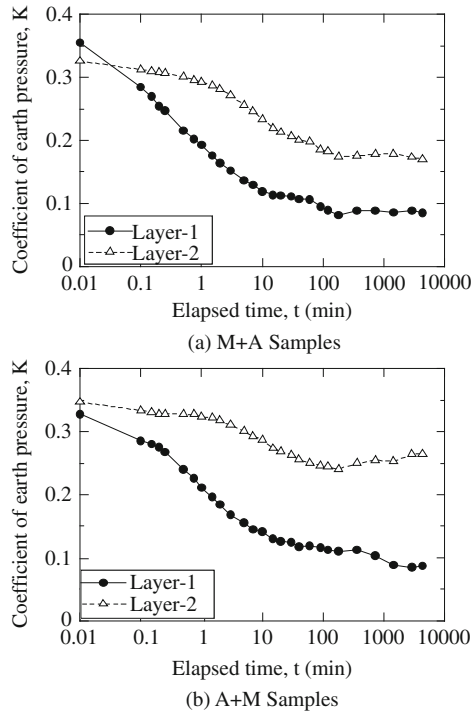 0.4
0.3
0.2
0.1
0
Coefficient of earth pressure, K
Layer-1
Layer-2
0.01 0.1 1 10 100 1000 10000
Elapsed time, t (min)
(a) M+A Samples
0.4
0.3
0.2
0.1
0
Coefficient of earth pressure, K
Layer-1
Layer-2
0.01 0.1 1 10 100 1000 10000
Elapsed time, t (min)
(b) A+M Samples